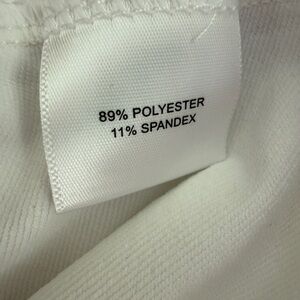 89% POLYESTER
11% SPANDEX